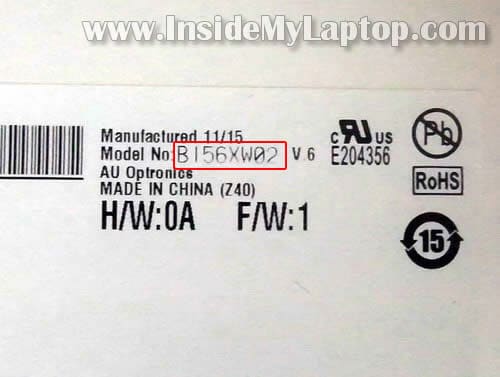 www.InsideMyLaptop.com
Manufactured 11/15
Model No: B156XW02 V.6
AU Optronics
MADE IN CHINA (Z40)
H/W:0A F/W:1
c RU US
E204356
Pb
RoHS
15